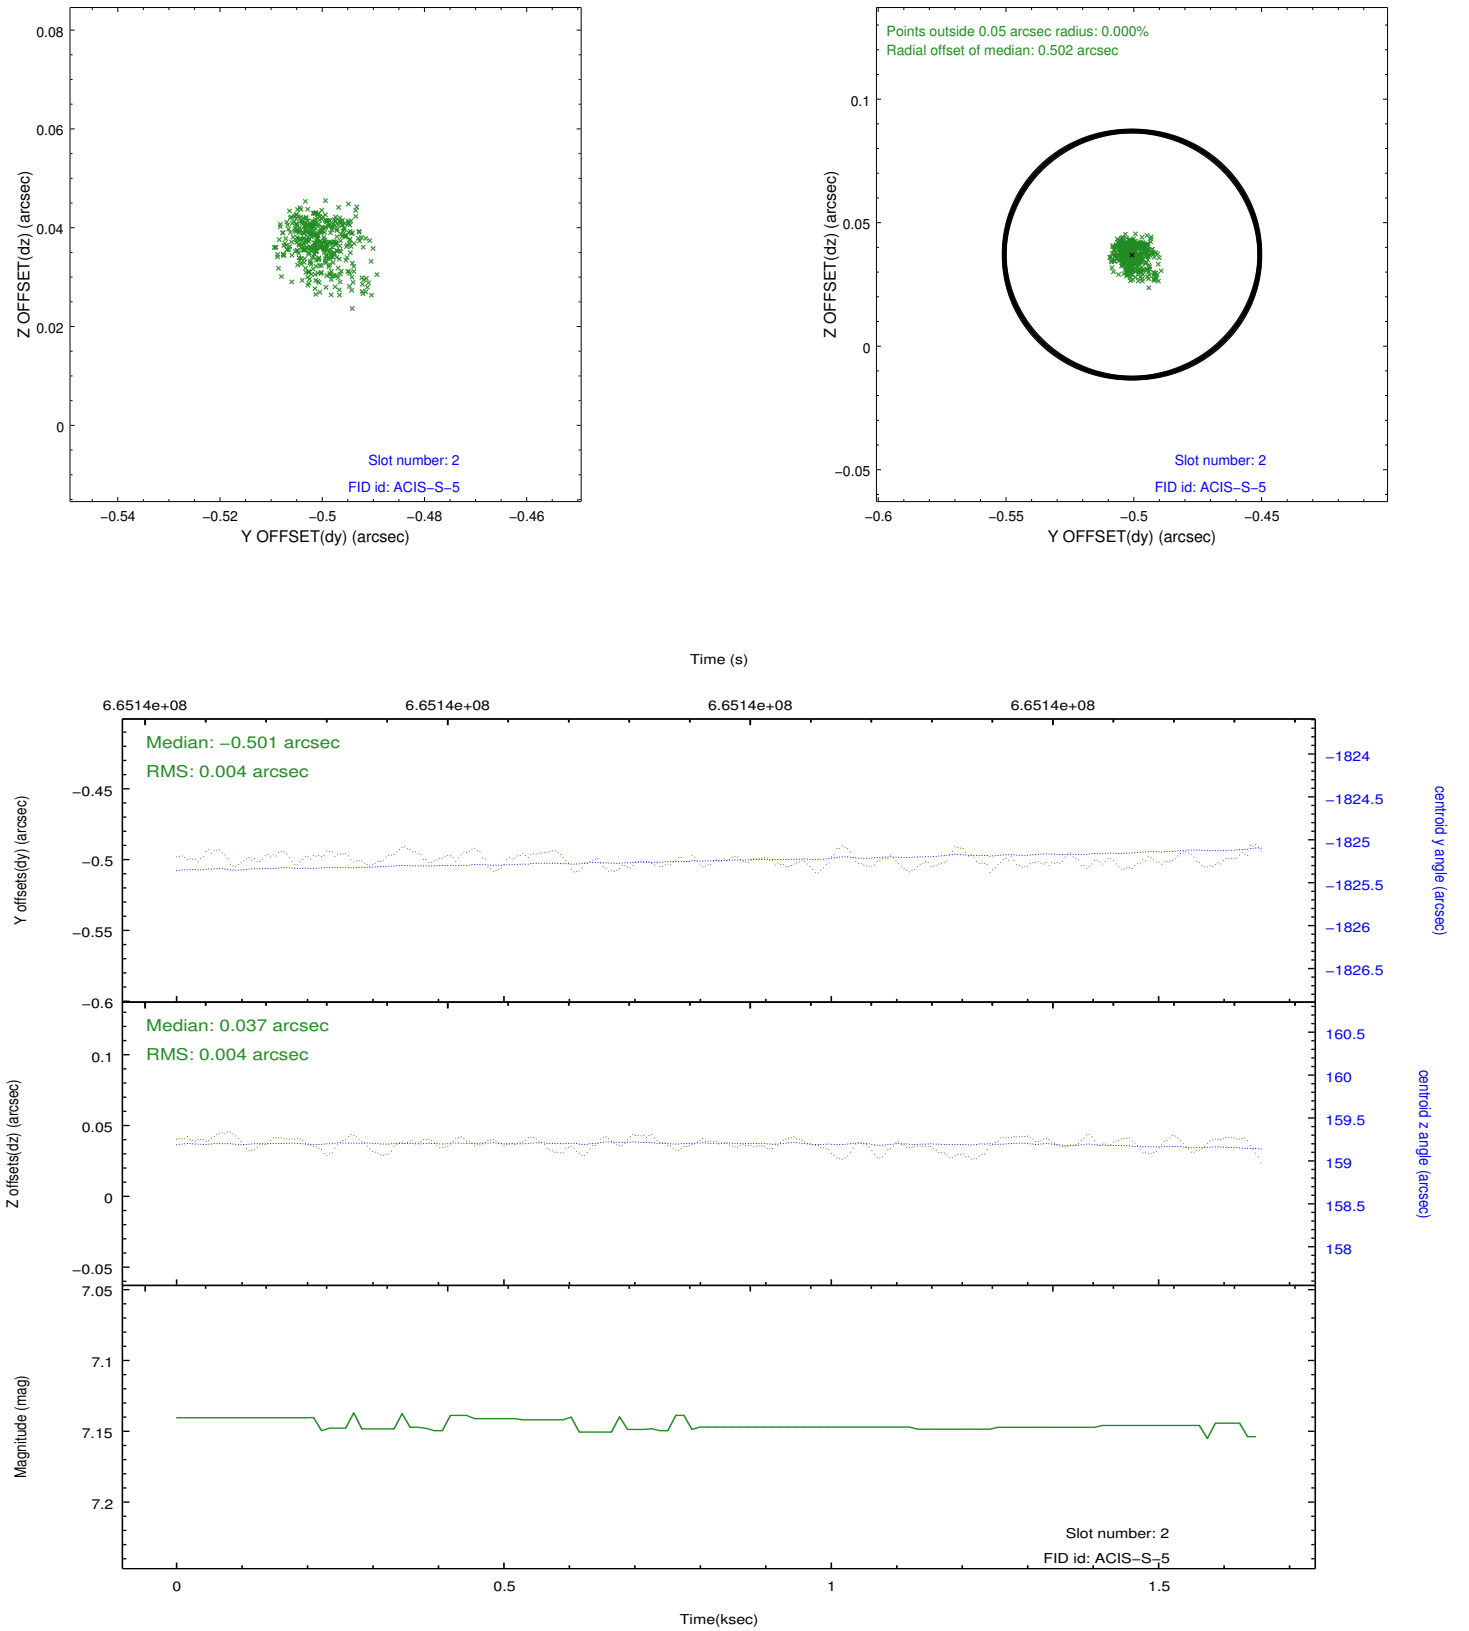 0.08
0.06
0.04
0.02
0
Z OFFSET(dz) (arcsec)
Slot number: 2
FID id: ACIS−S−5
−0.54 −0.52 −0.5 −0.48 −0.46
Y OFFSET(dy) (arcsec)
Points outside 0.05 arcsec radius: 0.000%
Radial offset of median: 0.502 arcsec
0.1
0.05
0
−0.05
Z OFFSET(dz) (arcsec)
Slot number: 2
FID id: ACIS−S−5
−0.6 −0.55 −0.5 −0.45
Y OFFSET(dy) (arcsec)
Time (s)
6.6514e+08 6.6514e+08 6.6514e+08 6.6514e+08
Median: −0.501 arcsec
RMS: 0.004 arcsec
−0.45
−0.5
−0.55
−0.6
Y offsets(dy) (arcsec)
−1824
−1824.5
−1825
−1825.5
−1826
−1826.5
centroid y angle (arcsec)
Median: 0.037 arcsec
RMS: 0.004 arcsec
0.1
0.05
0
−0.05
Z offsets(dz) (arcsec)
160.5
160
159.5
159
158.5
158
centroid z angle (arcsec)
7.05
7.1
7.15
7.2
Magnitude (mag)
Slot number: 2
FID id: ACIS−S−5
0 0.5 1 1.5
Time(ksec)